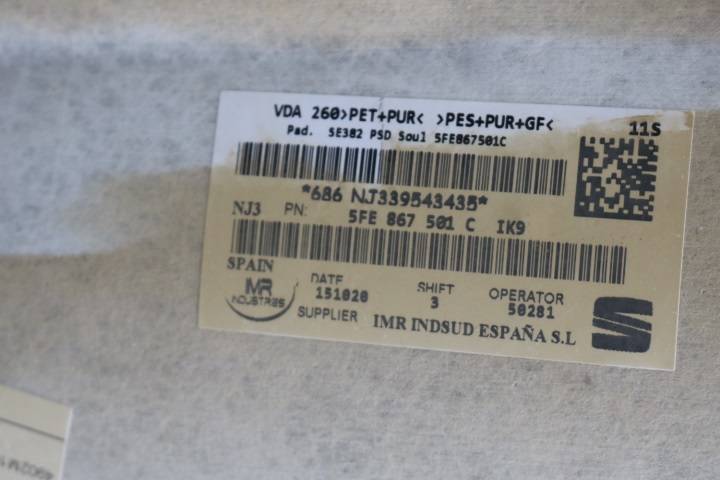 VDA 260>PET+PUR< >PES+PUR+GF<
Pad. SE382 PSD Soul 5FE867501C
11S
*686 NJ339543435*
NJ3 PN: 5FE 867 501 C IK9
SPAIN
MR INDUSTRIES
DATE SHIFT OPERATOR
151020 3 50281
SUPPLIER IMR INDSUD ESPAÑA S.L